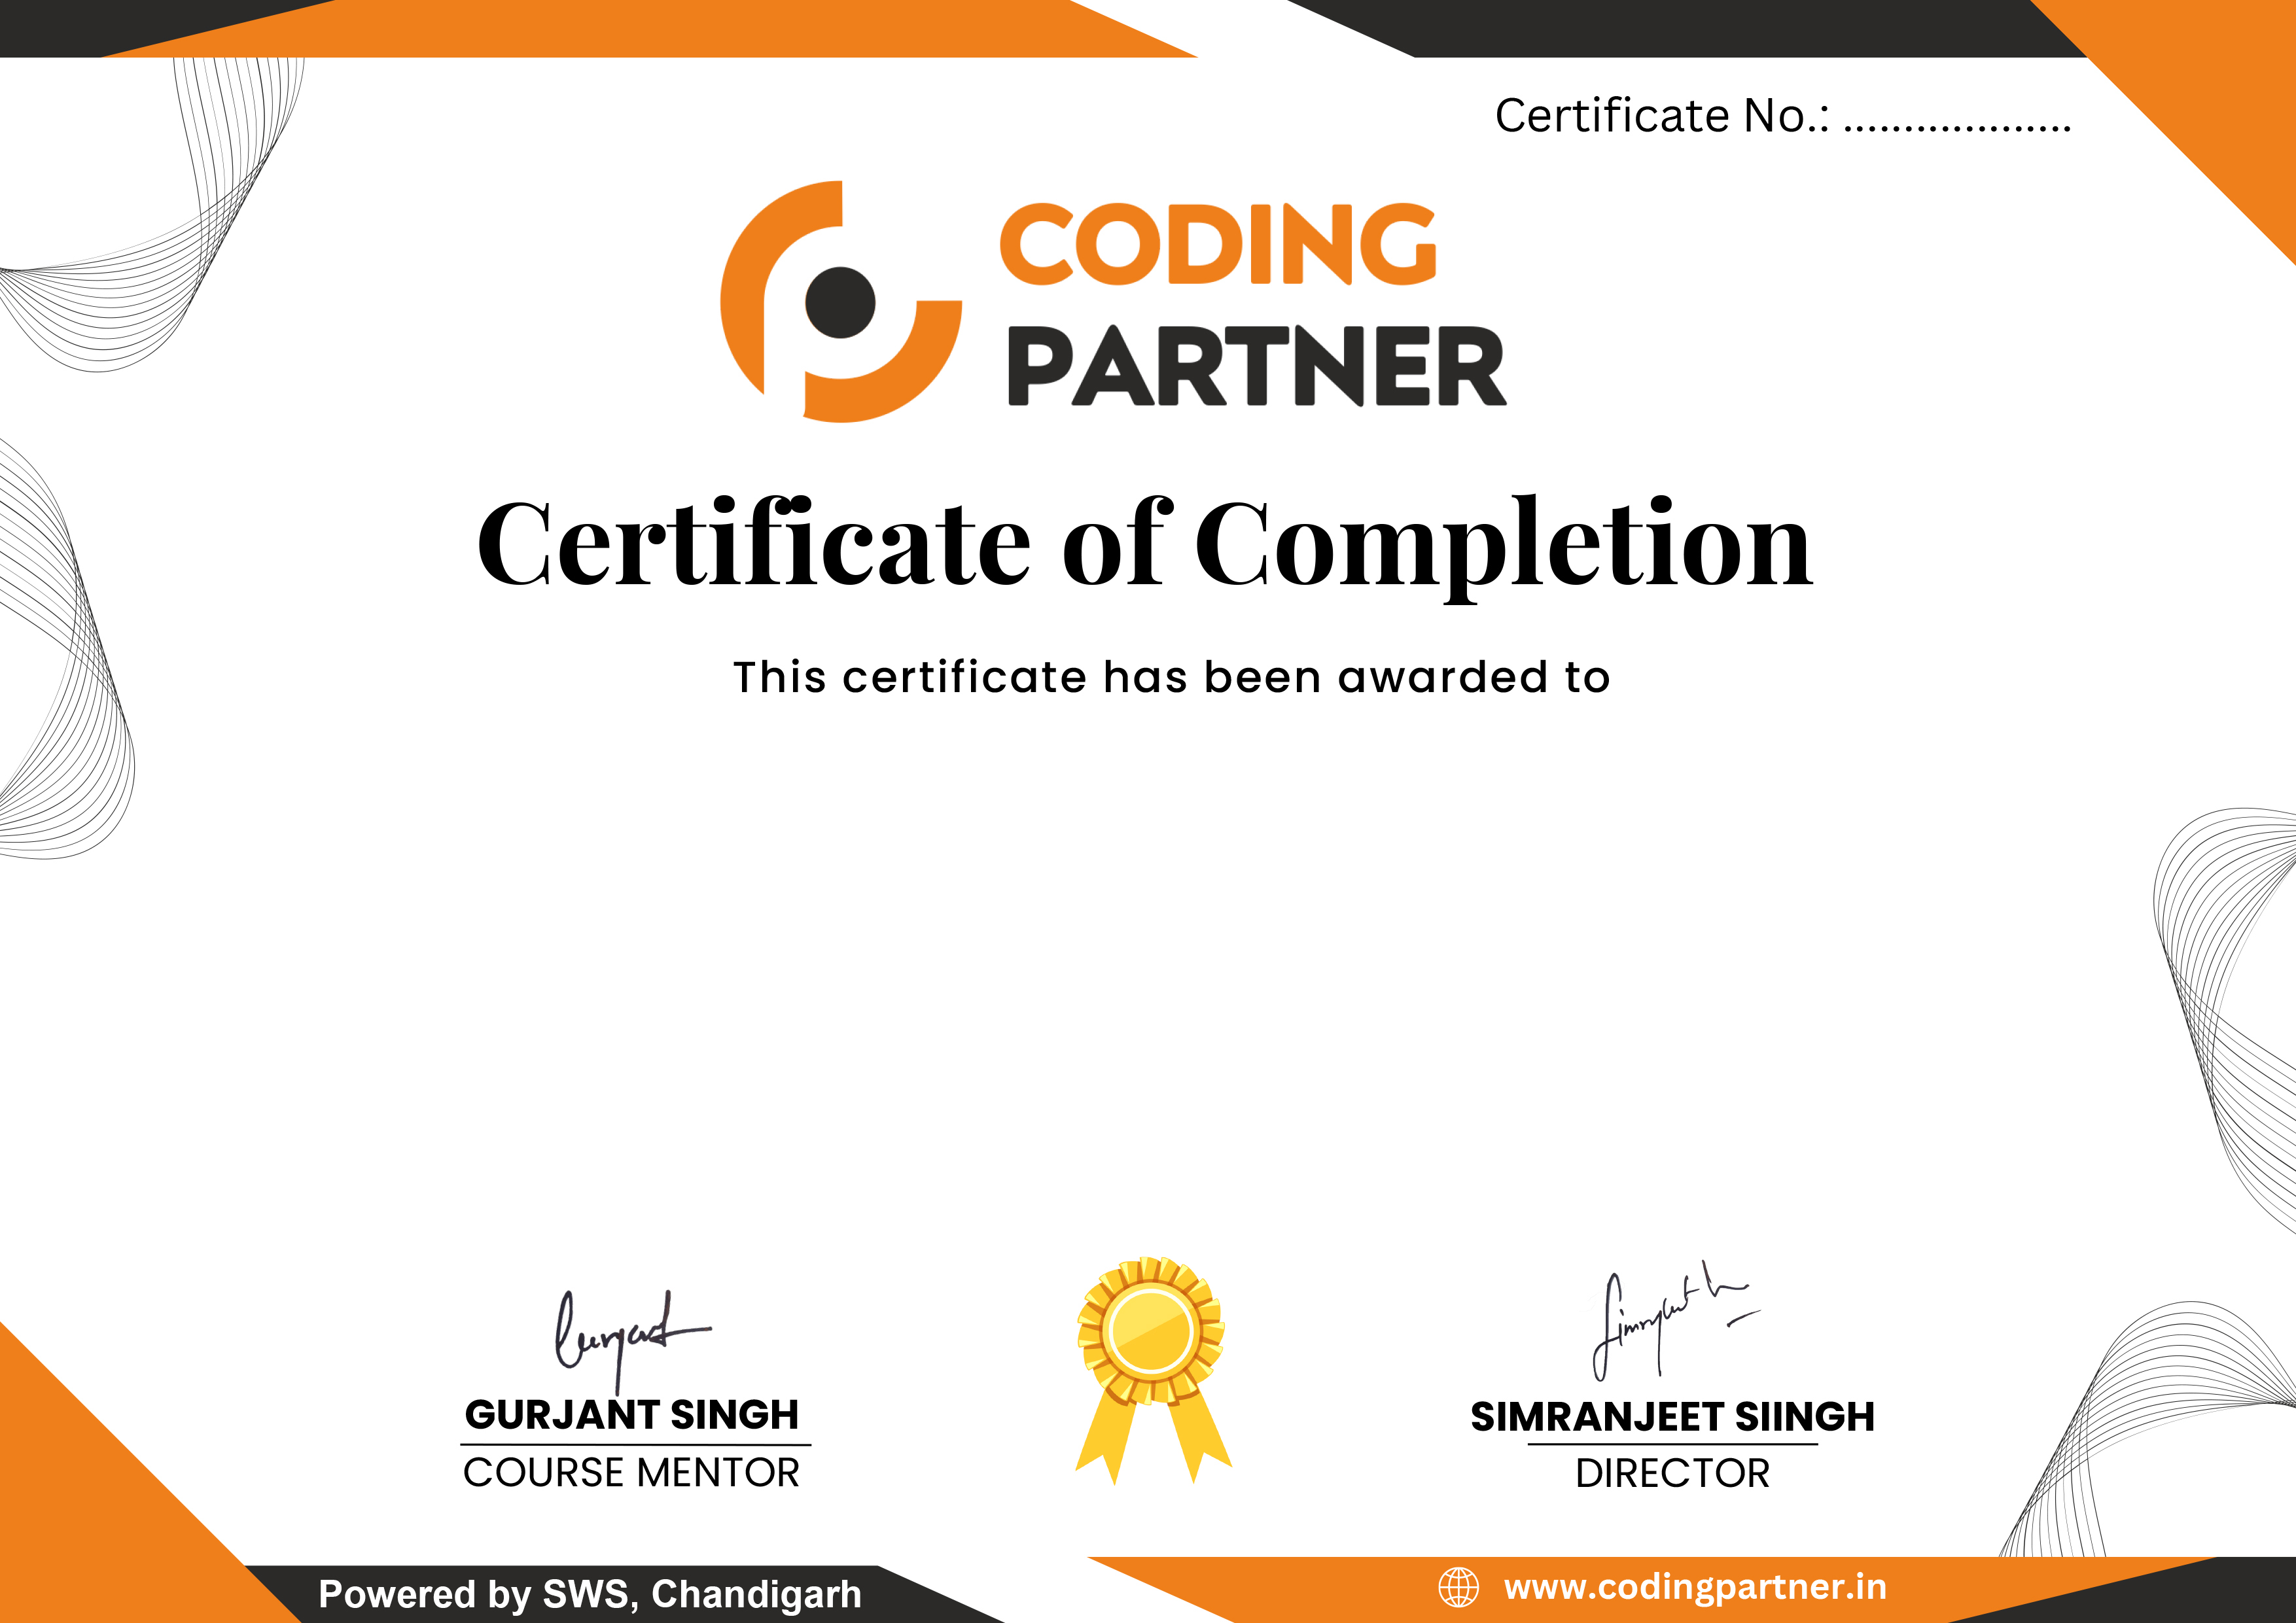 Certificate No.: ...................
CODING
PARTNER
Certificate of Completion
This certificate has been awarded to
Gurjant
GURJANT SINGH
COURSE MENTOR
SIMRANJEET SIINGH
DIRECTOR
Powered by SWS, Chandigarh
www.codingpartner.in